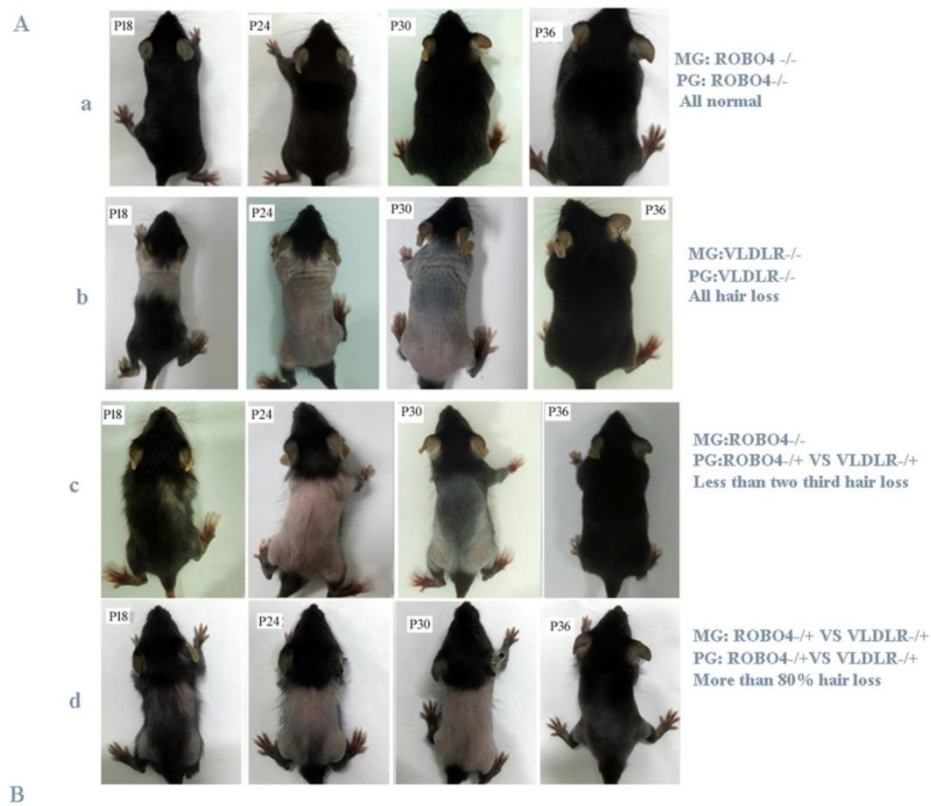 A
P18 P24 P30 P36
MG: ROBO4 -/-
PG: ROBO4-/-
All normal
a
P18 P24 P30 P36
MG:VLDLR-/-
PG:VLDLR-/-
All hair loss
b
P18 P24 P30 P36
MG:ROBO4-/-
PG:ROBO4-/+ VS VLDLR-/+
Less than two third hair loss
c
P18 P24 P30 P36
MG: ROBO4-/+ VS VLDLR-/+
PG: ROBO4-/+VS VLDLR-/+
More than 80% hair loss
d
B